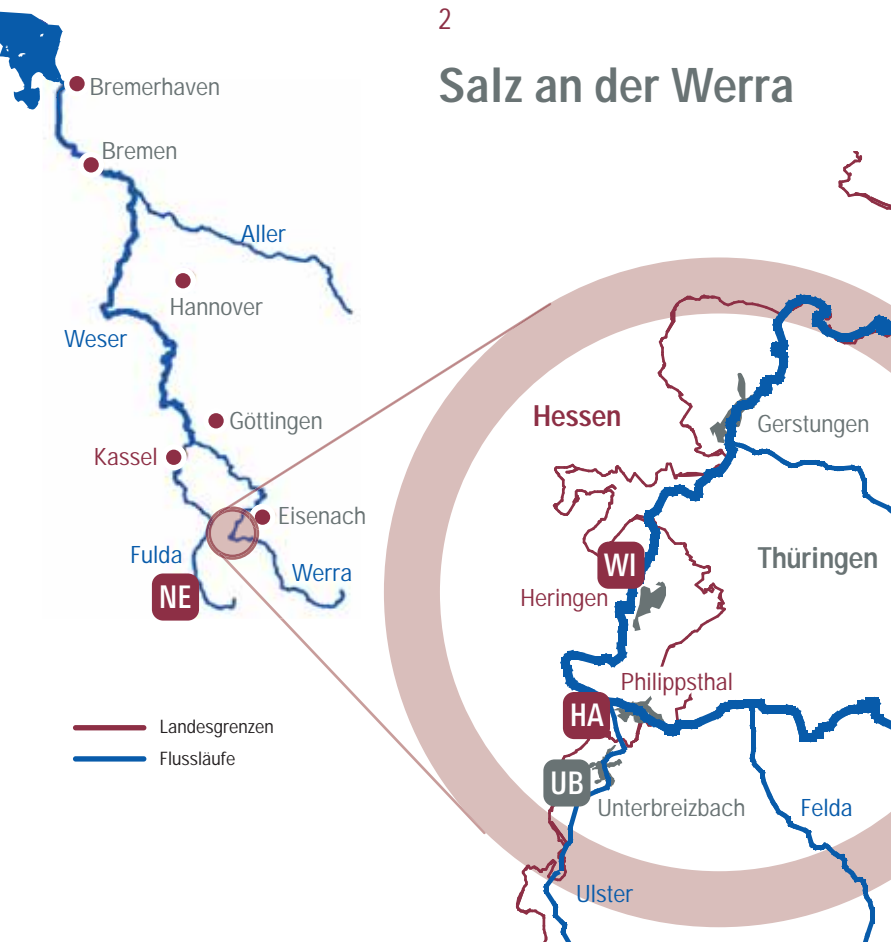 2
Salz an der Werra
Bremerhaven
Bremen
Aller
Hannover
Weser
Göttingen
Kassel
Eisenach
Fulda
Werra
NE
Landesgrenzen
Flussläufe
Hessen
Gerstungen
Thüringen
WI
Heringen
Philippsthal
HA
UB
Unterbreizbach
Felda
Ulster